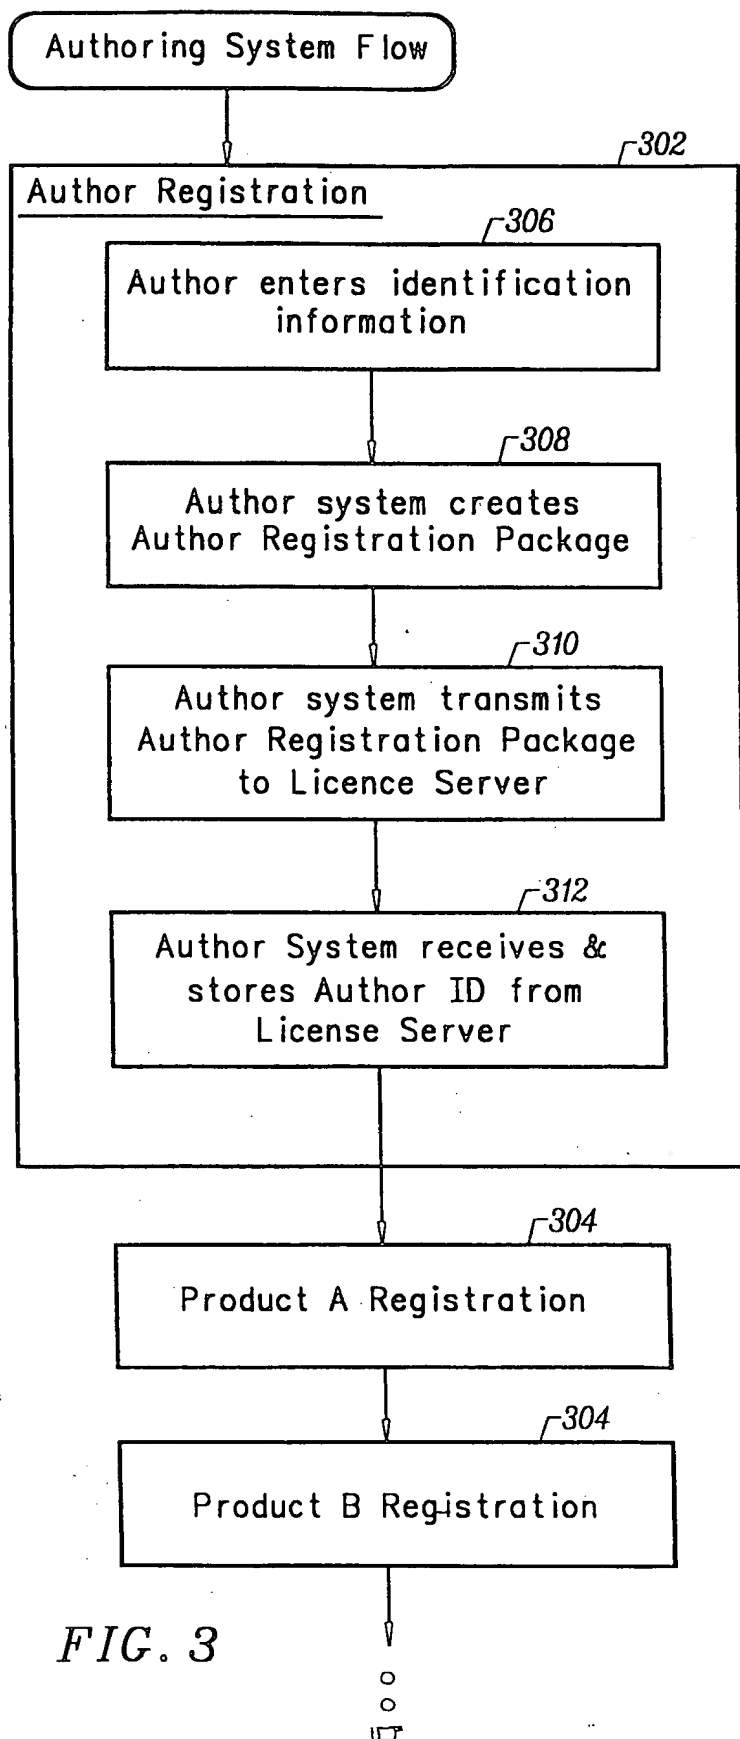 Authoring System Flow
302
Author Registration
306
Author enters identification
information
308
Author system creates
Author Registration Package
310
Author system transmits
Author Registration Package
to Licence Server
312
Author System receives &
stores Author ID from
License Server
304
Product A Registration
304
Product B Registration
FIG. 3